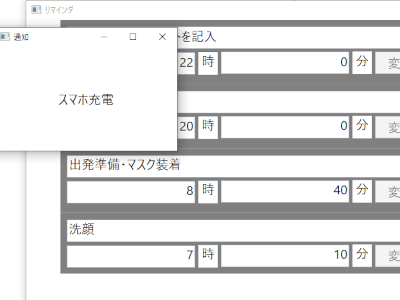 リマインダ
通知
スマホ充電
トを記入
22 時 0 分 変
20 時 0 分 変
出発準備・マスク装着
8 時 40 分 変
洗顔
7 時 10 分 変